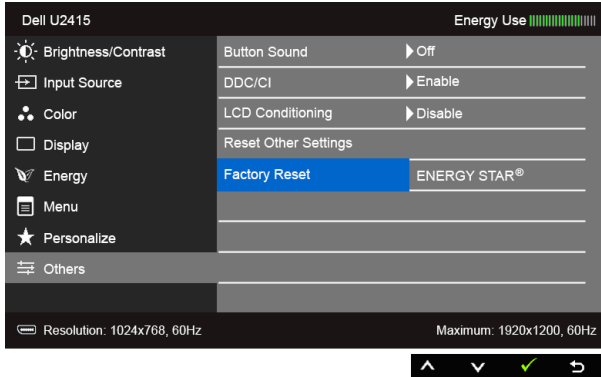 Dell U2415 Energy Use
Brightness/Contrast Button Sound Off
Input Source DDC/CI Enable
Color LCD Conditioning Disable
Display Reset Other Settings
Energy Factory Reset ENERGY STAR®
Menu
Personalize
Others
Resolution: 1024x768, 60Hz Maximum: 1920x1200, 60Hz